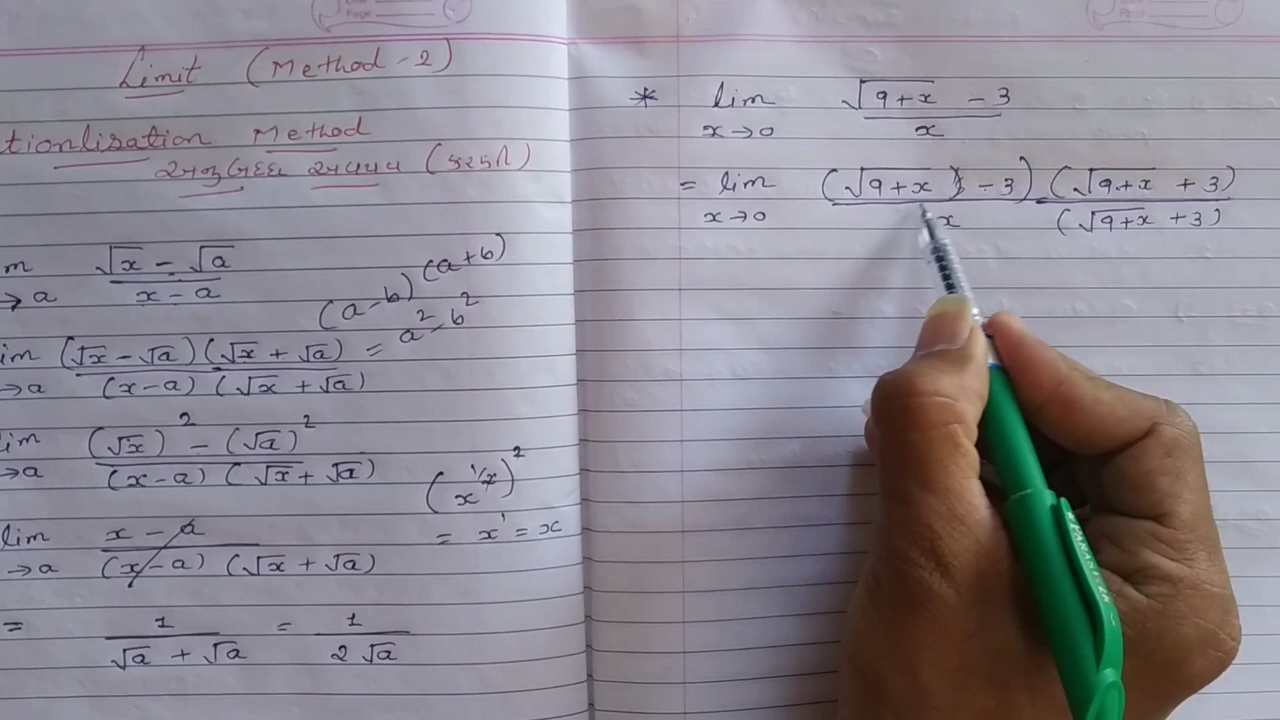 Limit (Method - 2)
tionlisation Method
(રીત)
m √x - √a
→a x - a
(a-b) (a+b)
a² - b²
im (√x - √a) (√x + √a) =
→a (x-a) (√x + √a)
lim (√x)² - (√a)²
→a (x-a) (√x + √a)
(x^1/2)²
= x¹ = x
lim x - a
→a (x-a) (√x + √a)
= 1 = 1
√a + √a 2√a
* lim √9+x - 3
x→0 x
= lim (√9+x - 3) (√9+x + 3)
x→0 x (√9+x + 3)